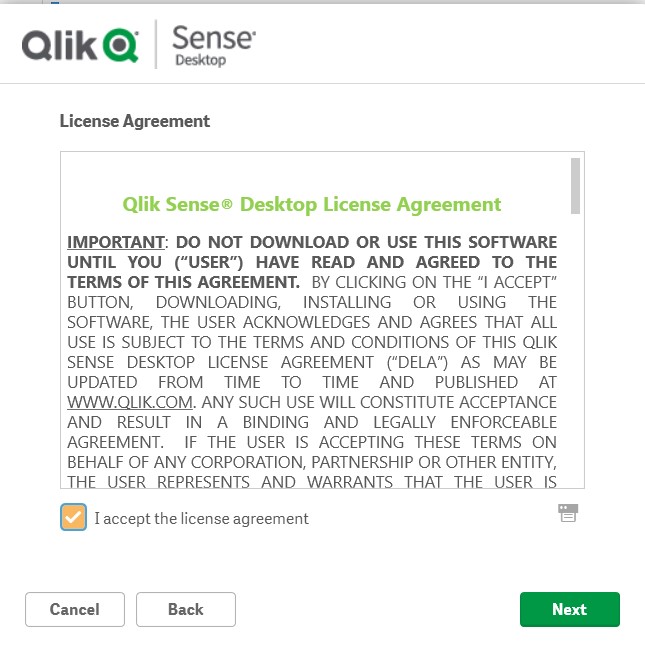 Qlik Q Sense
Desktop
License Agreement
Qlik Sense® Desktop License Agreement
IMPORTANT: DO NOT DOWNLOAD OR USE THIS SOFTWARE
UNTIL YOU (“USER”) HAVE READ AND AGREED TO THE
TERMS OF THIS AGREEMENT. BY CLICKING ON THE “I ACCEPT”
BUTTON, DOWNLOADING, INSTALLING OR USING THE
SOFTWARE, THE USER ACKNOWLEDGES AND AGREES THAT ALL
USE IS SUBJECT TO THE TERMS AND CONDITIONS OF THIS QLIK
SENSE DESKTOP LICENSE AGREEMENT (“DELA”) AS MAY BE
UPDATED FROM TIME TO TIME AND PUBLISHED AT
WWW.QLIK.COM. ANY SUCH USE WILL CONSTITUTE ACCEPTANCE
AND RESULT IN A BINDING AND LEGALLY ENFORCEABLE
AGREEMENT. IF THE USER IS ACCEPTING THESE TERMS ON
BEHALF OF ANY CORPORATION, PARTNERSHIP OR OTHER ENTITY,
THE USER REPRESENTS AND WARRANTS THAT THE USER IS
I accept the license agreement
Cancel Back Next